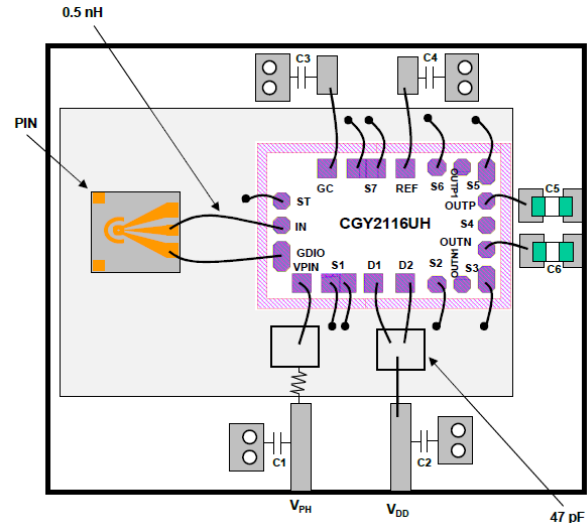 0.5 nH
C3
C4
PIN
GC
S7
REF
S6
OUTP1
S5
ST
OUTP
C5
IN
CGY2116UH
S4
GDIO
OUTN
VPIN
S1
D1
D2
S2
OUTN1
S3
C6
C1
C2
VPH
VDD
47 pF